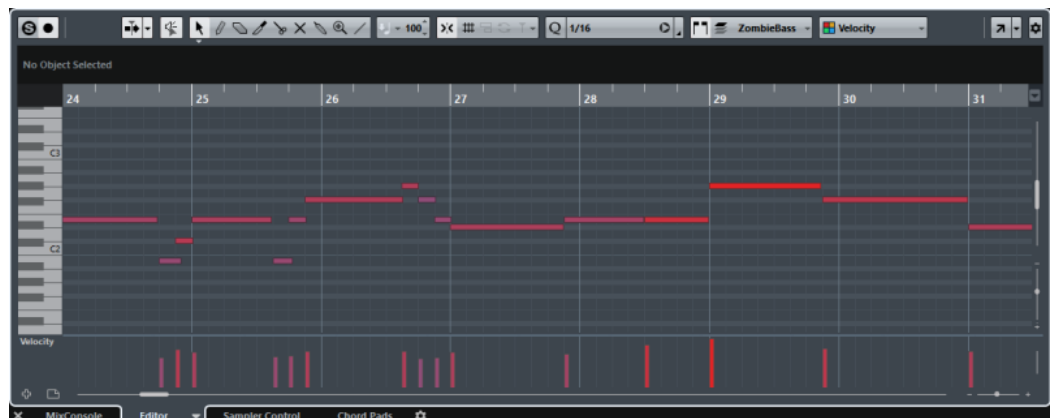 S 100 Q 1/16 ZombieBass Velocity
No Object Selected
24 25 26 27 28 29 30 31
C3
C2
Velocity
MixConsole Editor Sampler Control Chord Pads